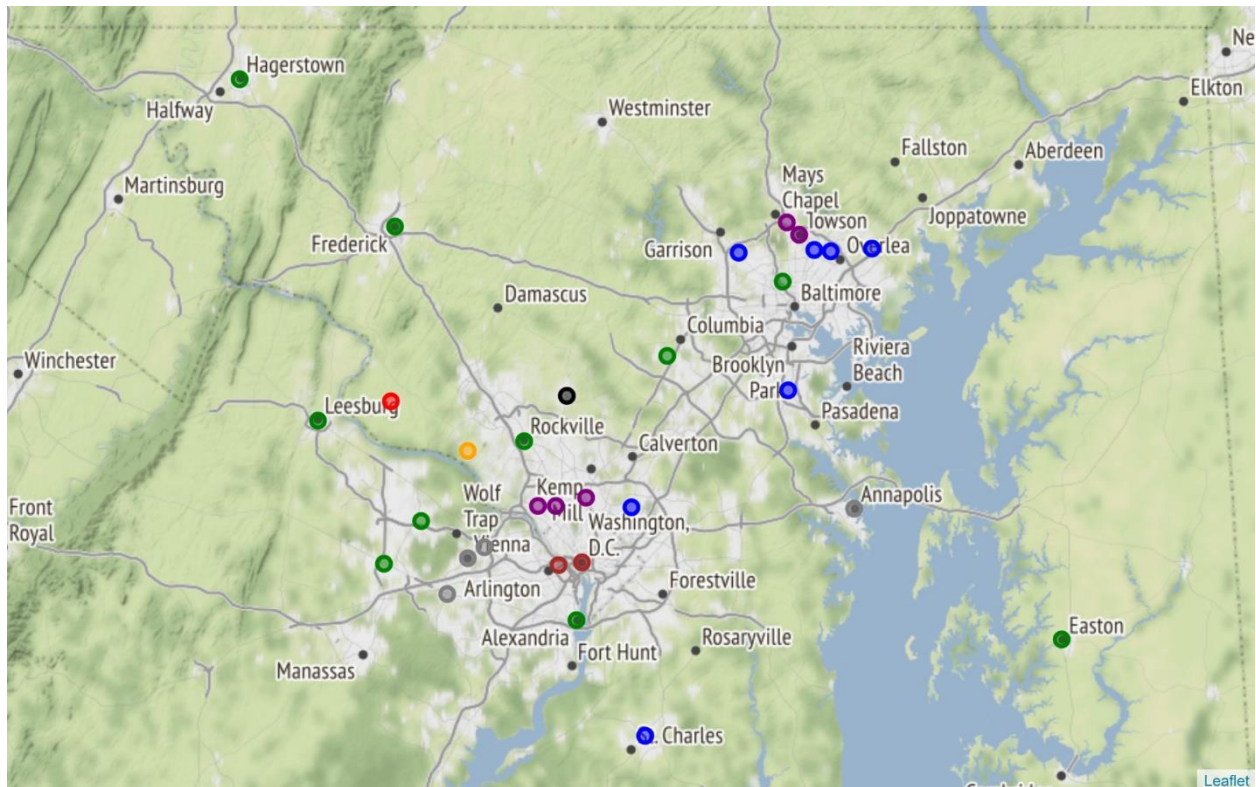 Ne
Hagerstown
Halfway
Elkton
Westminster
Fallston
Aberdeen
Martinsburg
Mays
Chapel
Towson
Joppatowne
Frederick
Garrison
Overlea
Damascus
Baltimore
Columbia
Winchester
Brooklyn
Park
Riviera
Beach
Leesburg
Pasadena
Rockville
Calverton
Kemp
Mill
Wolf
Trap
Annapolis
Front
Royal
Washington,
D.C.
Vienna
Arlington
Forestville
Easton
Alexandria
Rosaryville
Fort Hunt
Manassas
. Charles
Leaflet